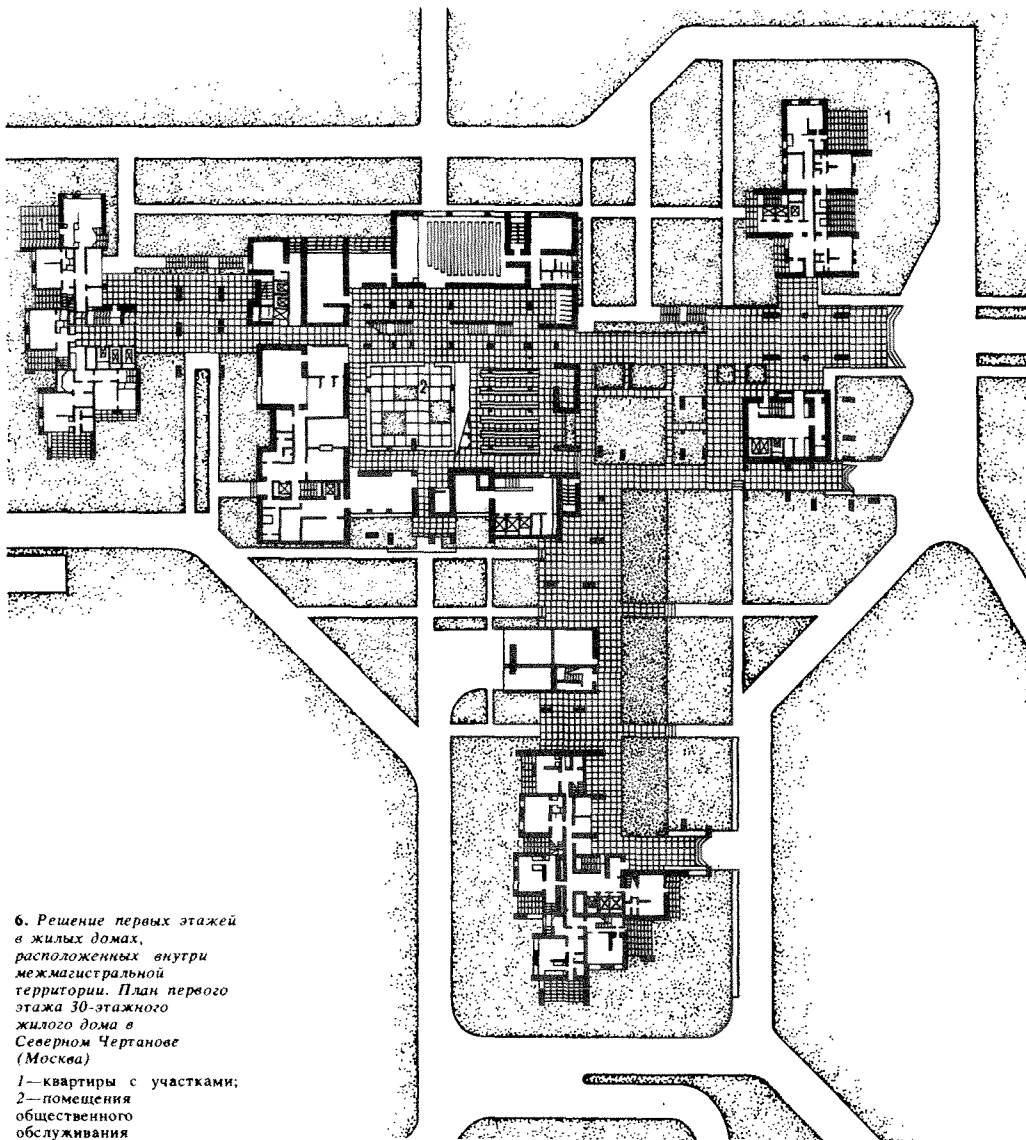 1
2
6. Решение первых этажей
в жилых домах,
расположенных внутри
межмагистральной
территории. План первого
этажа 30-этажного
жилого дома в
Северном Чертанове
(Москва)
1—квартиры с участками;
2—помещения
общественного
обслуживания